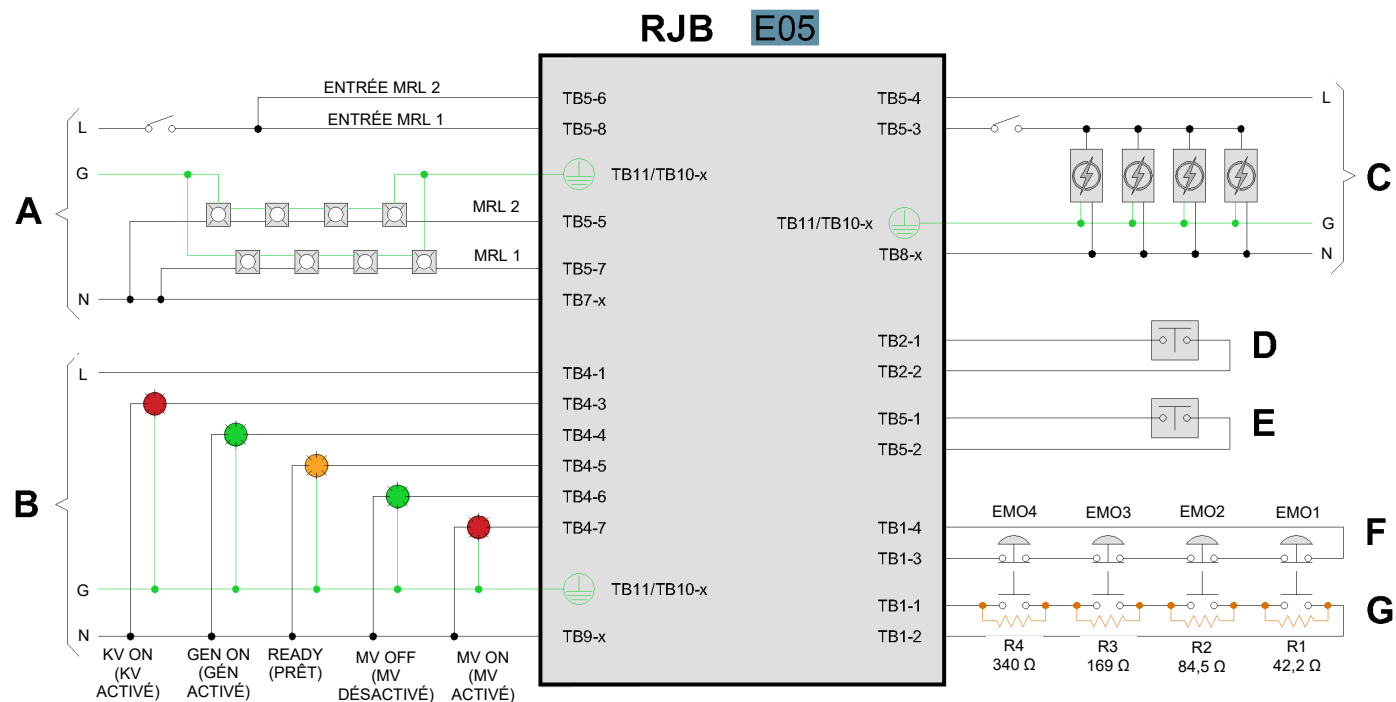 RJB E05
ENTRÉE MRL 2
ENTRÉE MRL 1
A
L
G
N
MRL 2
MRL 1
TB5-6
TB5-8
TB11/TB10-x
TB5-5
TB5-7
TB7-x
B
L
G
N
TB4-1
TB4-3
TB4-4
TB4-5
TB4-6
TB4-7
TB11/TB10-x
TB9-x
KV ON
(KV
ACTIVÉ)
GEN ON
(GÉN
ACTIVÉ)
READY
(PRÊT)
MV OFF
(MV
DÉSACTIVÉ)
MV ON
(MV
ACTIVÉ)
TB5-4
TB5-3
TB11/TB10-x
TB8-x
L
G
N
C
TB2-1
TB2-2
D
TB5-1
TB5-2
E
TB1-4
TB1-3
EMO4
EMO3
EMO2
EMO1
F
TB1-1
TB1-2
G
R4
340 Ω
R3
169 Ω
R2
84,5 Ω
R1
42,2 Ω